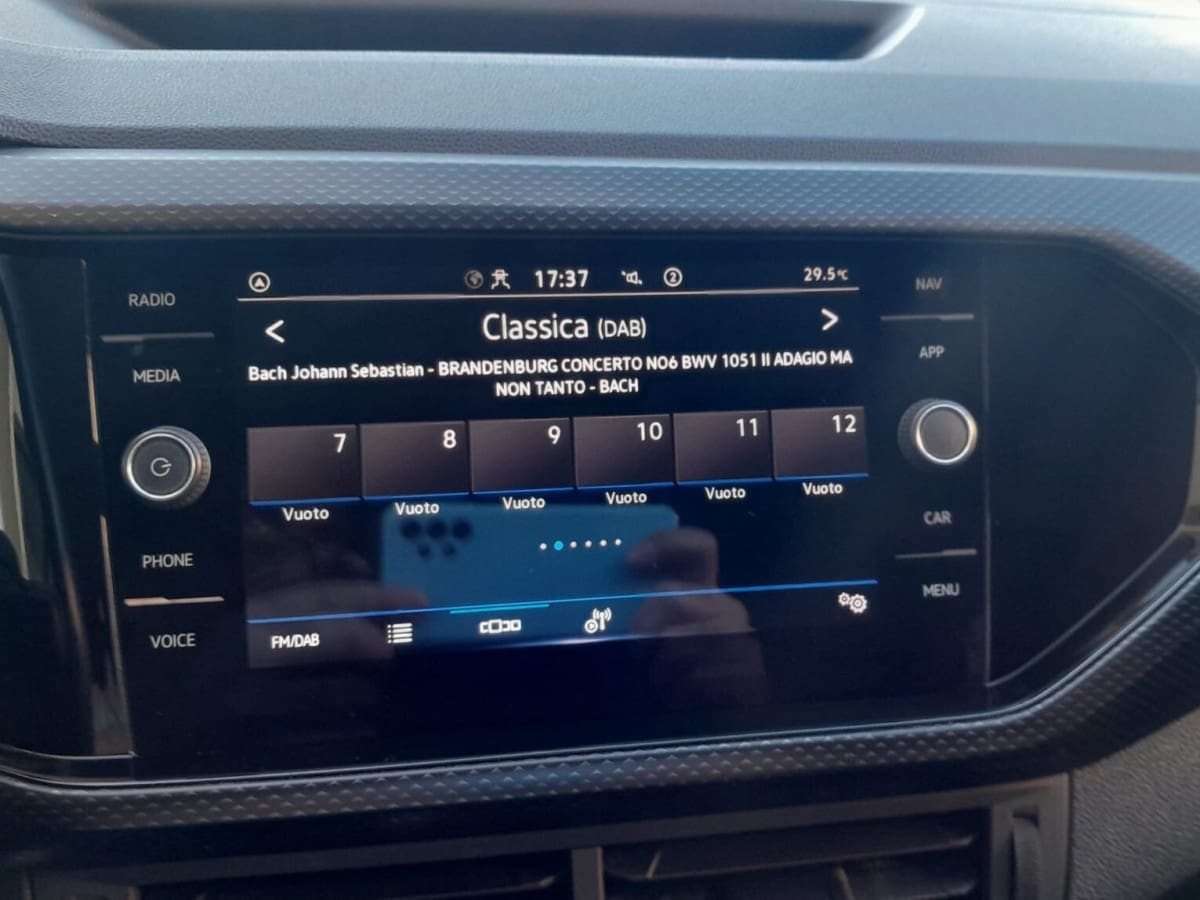 17:37
2
29.5°C
RADIO
NAV
< Classica (DAB) >
APP
MEDIA
Bach Johann Sebastian - BRANDENBURG CONCERTO NO6 BWV 1051 II ADAGIO MA
NON TANTO - BACH
7 8 9 10 11 12
Vuoto Vuoto Vuoto Vuoto Vuoto Vuoto
CAR
PHONE
MENU
VOICE
FM/DAB